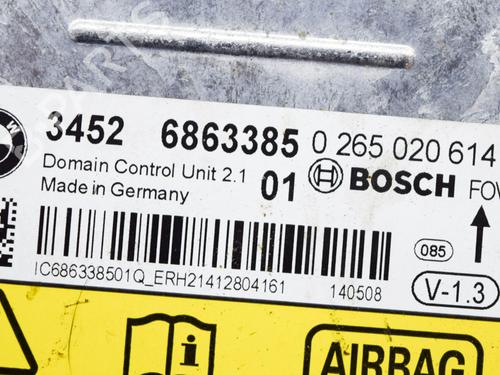 3452 6863385 0 265 020 614
Domain Control Unit 2.1 01 BOSCH FOV
Made in Germany
085
IC686338501Q_ERH21412804161 140508
V-1.3
i
AIRBAG